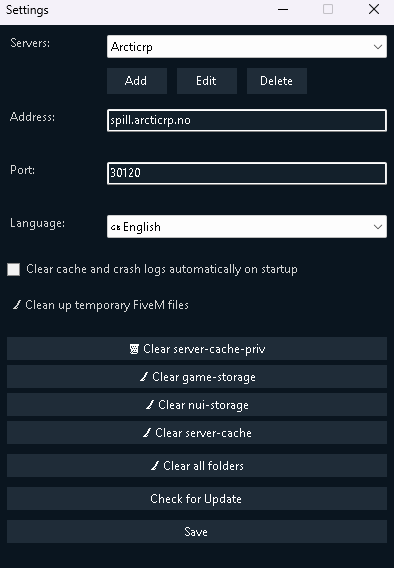 Settings
Servers:
Arcticrp
Add Edit Delete
Address:
spill.arcticrp.no
Port:
30120
Language:
GB English
Clear cache and crash logs automatically on startup
Clean up temporary FiveM files
Clear server-cache-priv
Clear game-storage
Clear nui-storage
Clear server-cache
Clear all folders
Check for Update
Save